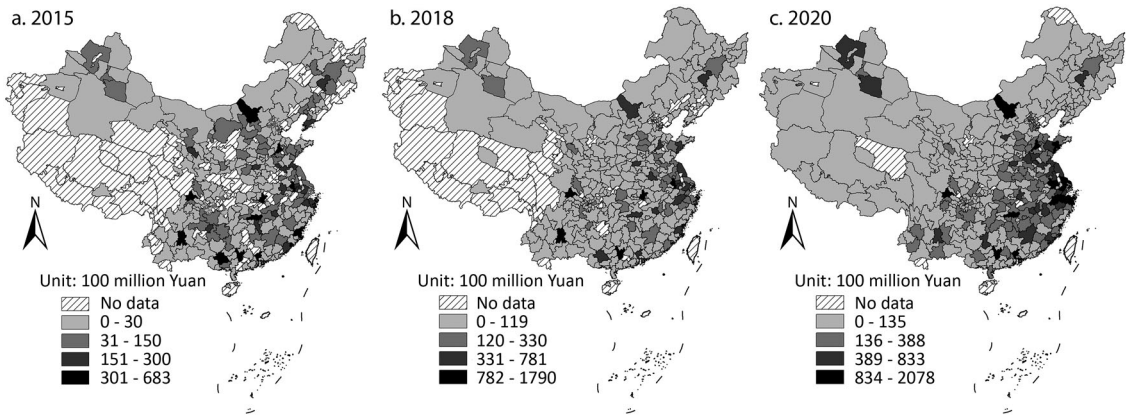 a. 2015
N
Unit: 100 million Yuan
No data
0 - 30
31 - 150
151 - 300
301 - 683
b. 2018
N
Unit: 100 million Yuan
No data
0 - 119
120 - 330
331 - 781
782 - 1790
c. 2020
N
Unit: 100 million Yuan
No data
0 - 135
136 - 388
389 - 833
834 - 2078